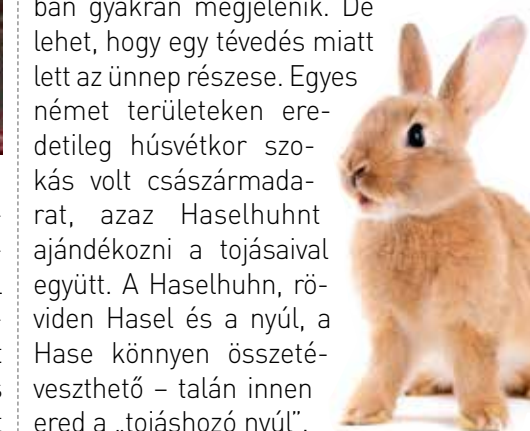 ban gyakran megjelenik. De
lehet, hogy egy tévedés miatt
lett az ünnep részese. Egyes
német területeken ere-
detileg húsvétkor szo-
kás volt császármada-
rat, azaz Haselhuhnt
ajándékozni a tojásaival
együtt. A Haselhuhn, rö-
viden Hasel és a nyúl, a
Hase könnyen összeté-
veszthető – talán innen
ered a „tojáshozó nyúl”.